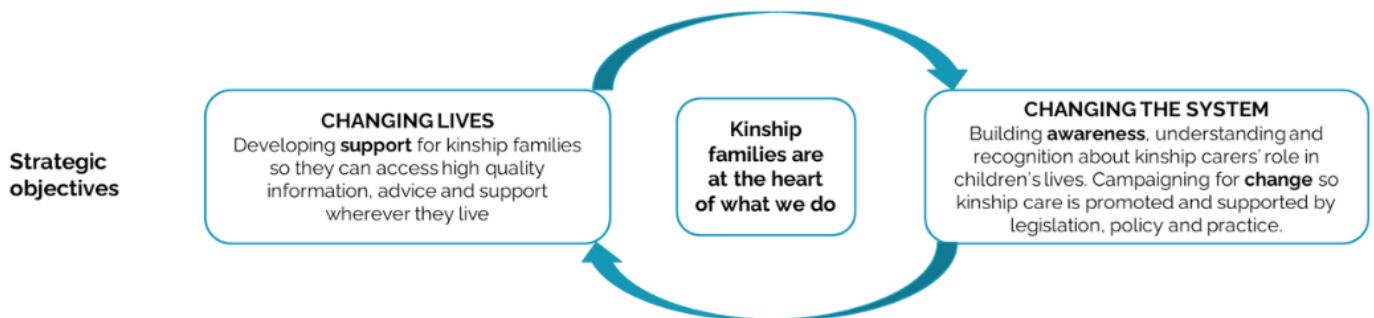 Strategic
objectives
CHANGING LIVES
Developing support for kinship families
so they can access high quality
information, advice and support
wherever they live
Kinship
families are
at the heart
of what we do
CHANGING THE SYSTEM
Building awareness, understanding and
recognition about kinship carers' role in
children's lives. Campaigning for change so
kinship care is promoted and supported by
legislation, policy and practice.